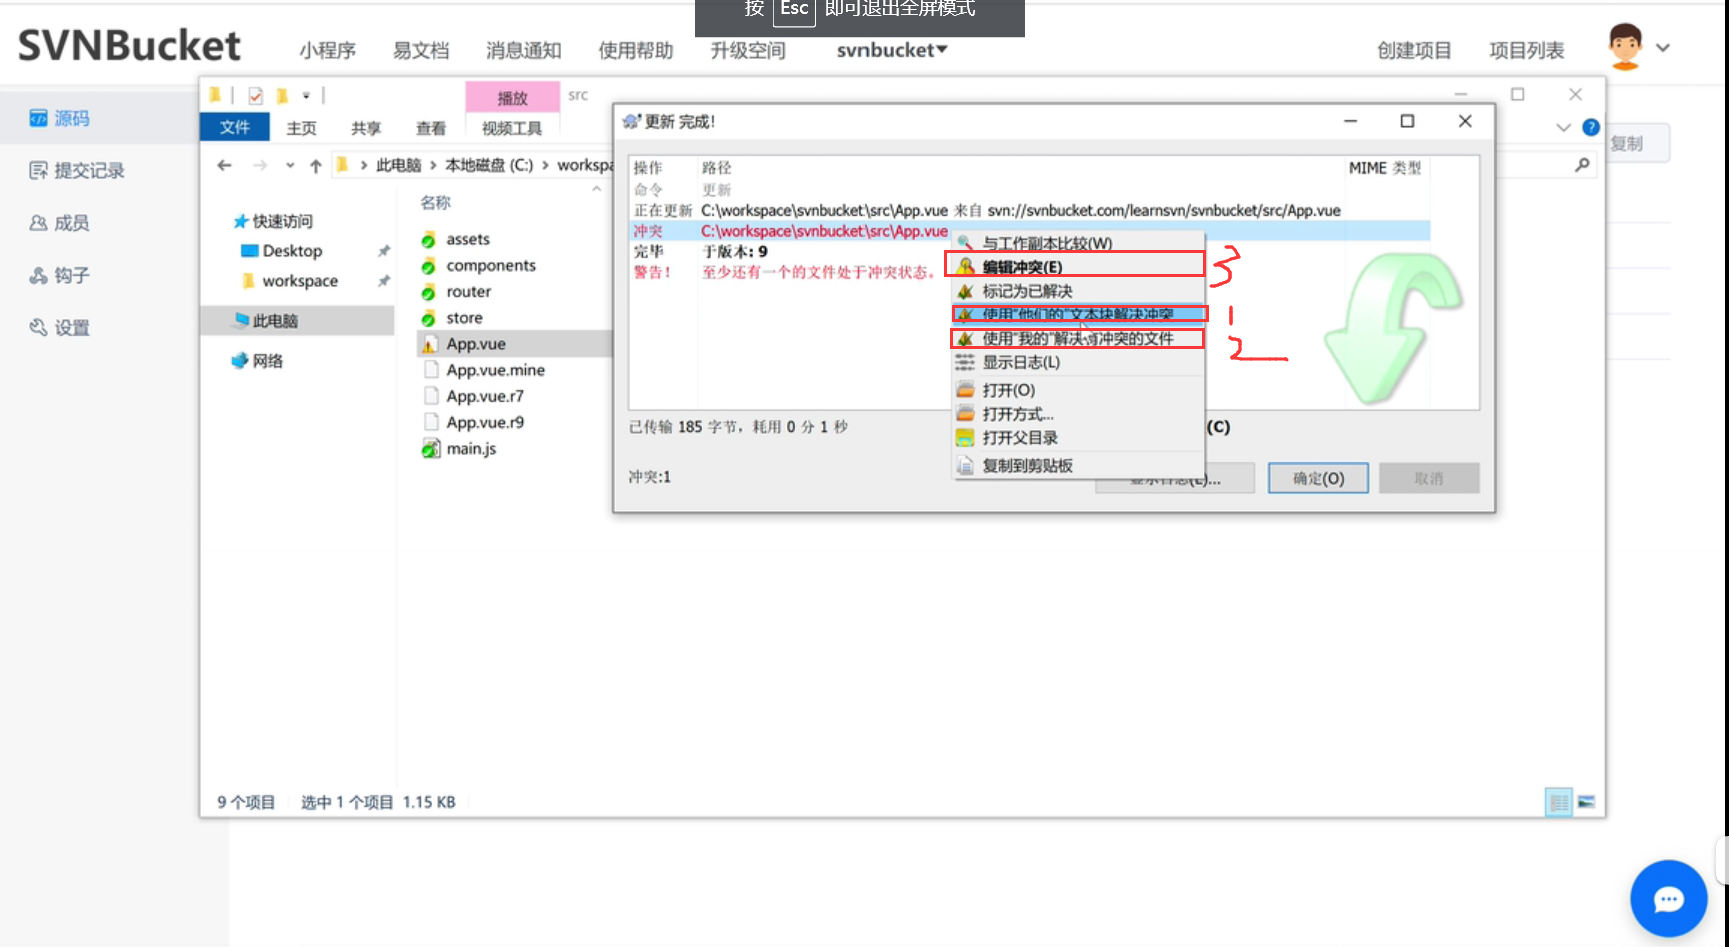 按 Esc 即可退出全屏模式
SVNBucket 小程序 易文档 消息通知 使用帮助 升级空间 svnbucket 创建项目 项目列表
源码
提交记录
成员
钩子
设置
播放 src
文件 主页 共享 查看 视频工具
复制
此电脑 本地磁盘 (C:) workspa
名称
快速访问
Desktop
workspace
此电脑
网络
assets
components
router
store
App.vue
App.vue.mine
App.vue.r7
App.vue.r9
main.js
9 个项目 选中 1 个项目 1.15 KB
更新 完成!
操作 路径 MIME 类型
命令 更新
正在更新 C:\workspace\svnbucket\src\App.vue 来自 svn://svnbucket.com/learnsvn/svnbucket/src/App.vue
冲突 C:\workspace\svnbucket\src\App.vue
完毕 于版本: 9
警告! 至少还有一个的文件处于冲突状态。
与工作副本比较(W)
编辑冲突(E) 3
标记为已解决
使用"他们的"文本块解决冲突 1
使用"我的"解决 冲突的文件 2
显示日志(L)
打开(O)
打开方式...
打开父目录
复制到剪贴板
已传输 185 字节，耗用 0 分 1 秒 (C)
冲突:1
显示日志(L)... 确定(O) 取消